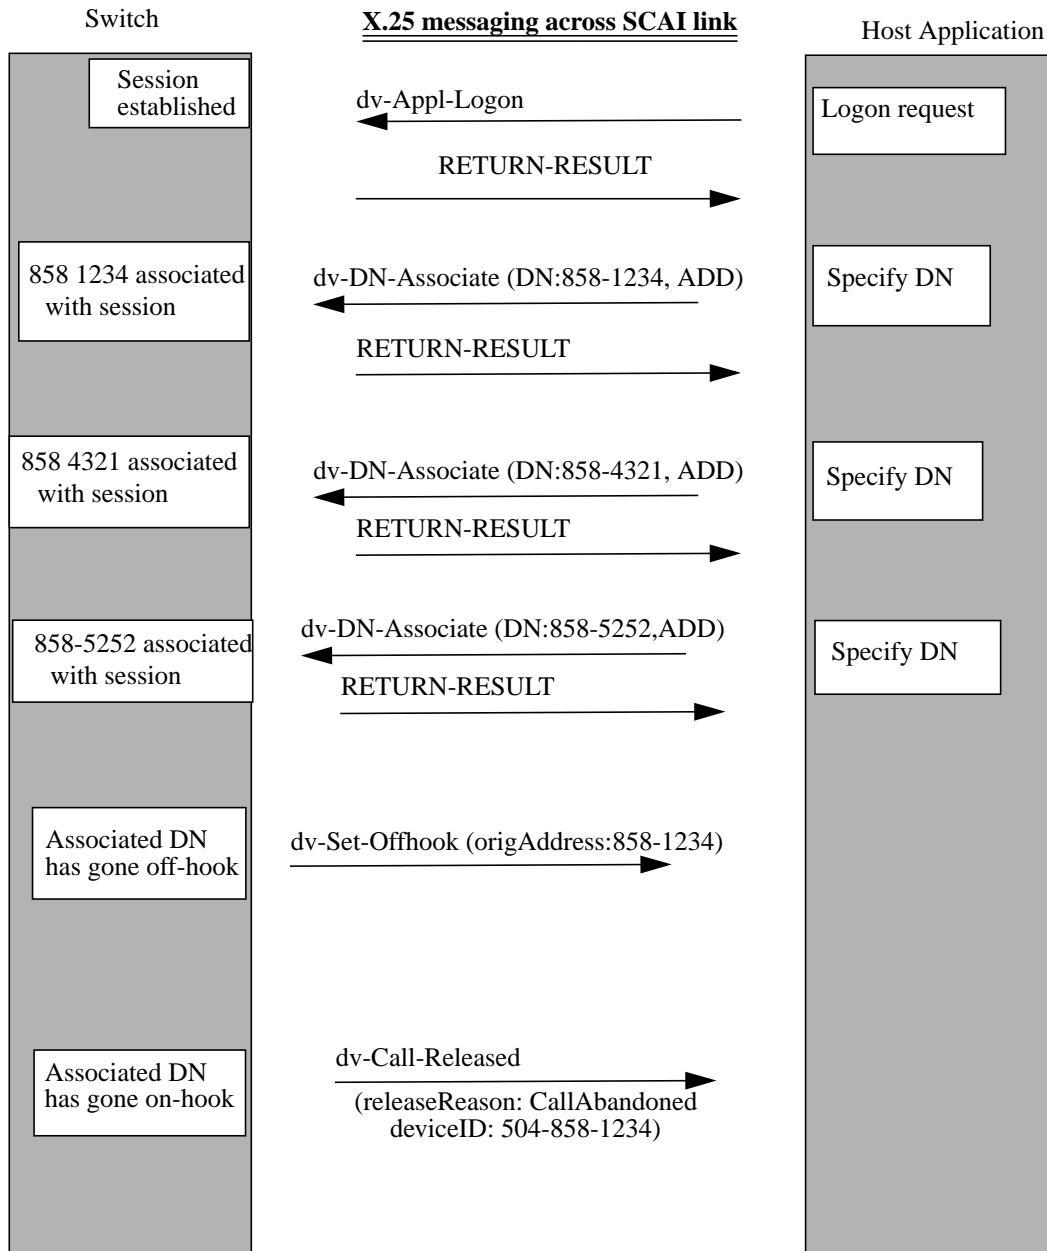 Switch
X.25 messaging across SCAI link
Host Application
Session
established
dv-Appl-Logon
Logon request
RETURN-RESULT
858 1234 associated
with session
dv-DN-Associate (DN:858-1234, ADD)
Specify DN
RETURN-RESULT
858 4321 associated
with session
dv-DN-Associate (DN:858-4321, ADD)
Specify DN
RETURN-RESULT
858-5252 associated
with session
dv-DN-Associate (DN:858-5252,ADD)
Specify DN
RETURN-RESULT
Associated DN
has gone off-hook
dv-Set-Offhook (origAddress:858-1234)
Associated DN
has gone on-hook
dv-Call-Released
(releaseReason: CallAbandoned
deviceID: 504-858-1234)